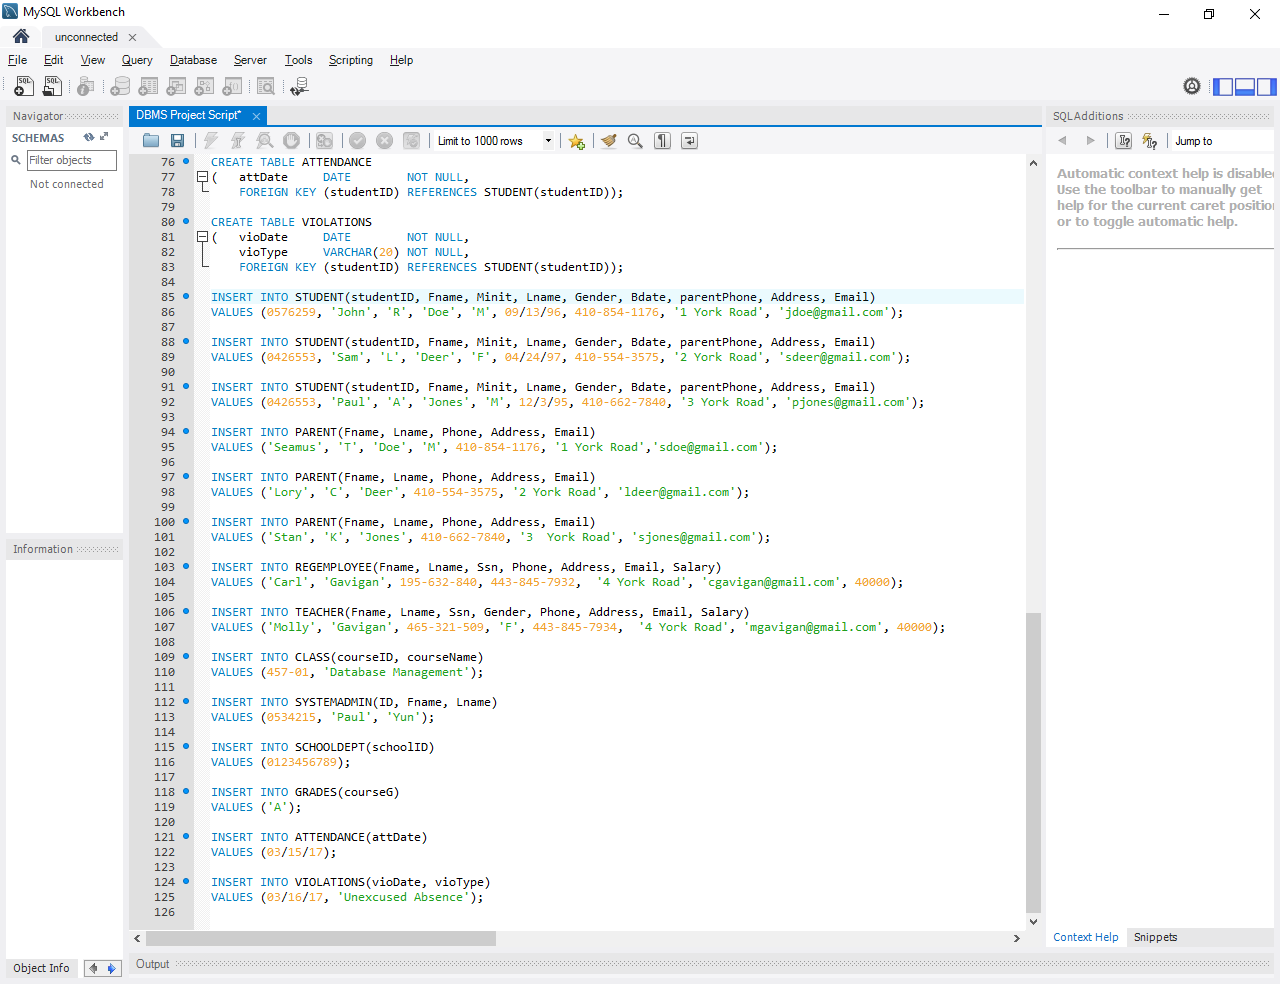 MySQL Workbench
unconnected
File Edit View Query Database Server Tools Scripting Help
Navigator
SCHEMAS
Filter objects
Not connected
Information
Object Info
DBMS Project Script*
Limit to 1000 rows
76 CREATE TABLE ATTENDANCE
77 ( attDate DATE NOT NULL,
78 FOREIGN KEY (studentID) REFERENCES STUDENT(studentID));
79
80 CREATE TABLE VIOLATIONS
81 ( vioDate DATE NOT NULL,
82 vioType VARCHAR(20) NOT NULL,
83 FOREIGN KEY (studentID) REFERENCES STUDENT(studentID));
84
85 INSERT INTO STUDENT(studentID, Fname, Minit, Lname, Gender, Bdate, parentPhone, Address, Email)
86 VALUES (0576259, 'John', 'R', 'Doe', 'M', 09/13/96, 410-854-1176, '1 York Road', 'jdoe@gmail.com');
87
88 INSERT INTO STUDENT(studentID, Fname, Minit, Lname, Gender, Bdate, parentPhone, Address, Email)
89 VALUES (0426553, 'Sam', 'L', 'Deer', 'F', 04/24/97, 410-554-3575, '2 York Road', 'sdeer@gmail.com');
90
91 INSERT INTO STUDENT(studentID, Fname, Minit, Lname, Gender, Bdate, parentPhone, Address, Email)
92 VALUES (0426553, 'Paul', 'A', 'Jones', 'M', 12/3/95, 410-662-7840, '3 York Road', 'pjones@gmail.com');
93
94 INSERT INTO PARENT(Fname, Lname, Phone, Address, Email)
95 VALUES ('Seamus', 'T', 'Doe', 'M', 410-854-1176, '1 York Road','sdoe@gmail.com');
96
97 INSERT INTO PARENT(Fname, Lname, Phone, Address, Email)
98 VALUES ('Lory', 'C', 'Deer', 410-554-3575, '2 York Road', 'ldeer@gmail.com');
99
100 INSERT INTO PARENT(Fname, Lname, Phone, Address, Email)
101 VALUES ('Stan', 'K', 'Jones', 410-662-7840, '3  York Road', 'sjones@gmail.com');
102
103 INSERT INTO REGEMPLOYEE(Fname, Lname, Ssn, Phone, Address, Email, Salary)
104 VALUES ('Carl', 'Gavigan', 195-632-840, 443-845-7932,  '4 York Road', 'cgavigan@gmail.com', 40000);
105
106 INSERT INTO TEACHER(Fname, Lname, Ssn, Gender, Phone, Address, Email, Salary)
107 VALUES ('Molly', 'Gavigan', 465-321-509, 'F', 443-845-7934,  '4 York Road', 'mgavigan@gmail.com', 40000);
108
109 INSERT INTO CLASS(courseID, courseName)
110 VALUES (457-01, 'Database Management');
111
112 INSERT INTO SYSTEMADMIN(ID, Fname, Lname)
113 VALUES (0534215, 'Paul', 'Yun');
114
115 INSERT INTO SCHOOLDEPT(schoolID)
116 VALUES (0123456789);
117
118 INSERT INTO GRADES(courseG)
119 VALUES ('A');
120
121 INSERT INTO ATTENDANCE(attDate)
122 VALUES (03/15/17);
123
124 INSERT INTO VIOLATIONS(vioDate, vioType)
125 VALUES (03/16/17, 'Unexcused Absence');
126
Output
SQLAdditions
Jump to
Automatic context help is disable
Use the toolbar to manually get
help for the current caret position
or to toggle automatic help.
Context Help Snippets